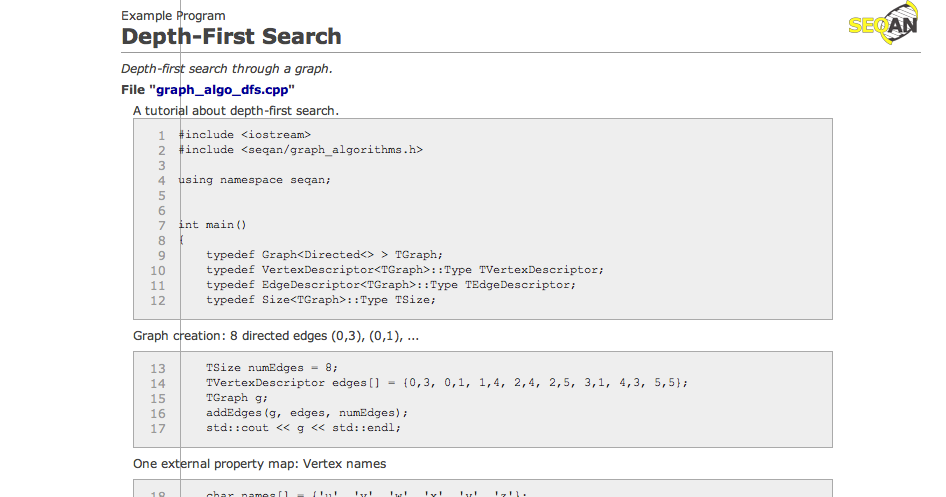 Example Program
SEQAN
Depth-First Search
Depth-first search through a graph.
File "graph_algo_dfs.cpp"
A tutorial about depth-first search.
1 #include <iostream>
2 #include <seqan/graph_algorithms.h>
3
4 using namespace seqan;
5
6
7 int main()
8 {
9 typedef Graph<Directed<> > TGraph;
10 typedef VertexDescriptor<TGraph>::Type TVertexDescriptor;
11 typedef EdgeDescriptor<TGraph>::Type TEdgeDescriptor;
12 typedef Size<TGraph>::Type TSize;
Graph creation: 8 directed edges (0,3), (0,1), ...
13 TSize numEdges = 8;
14 TVertexDescriptor edges[] = {0,3, 0,1, 1,4, 2,4, 2,5, 3,1, 4,3, 5,5};
15 TGraph g;
16 addEdges(g, edges, numEdges);
17 std::cout << g << std::endl;
One external property map: Vertex names
18 char names[] = {'u', 'v', 'w', 'x', 'y', 'z'};